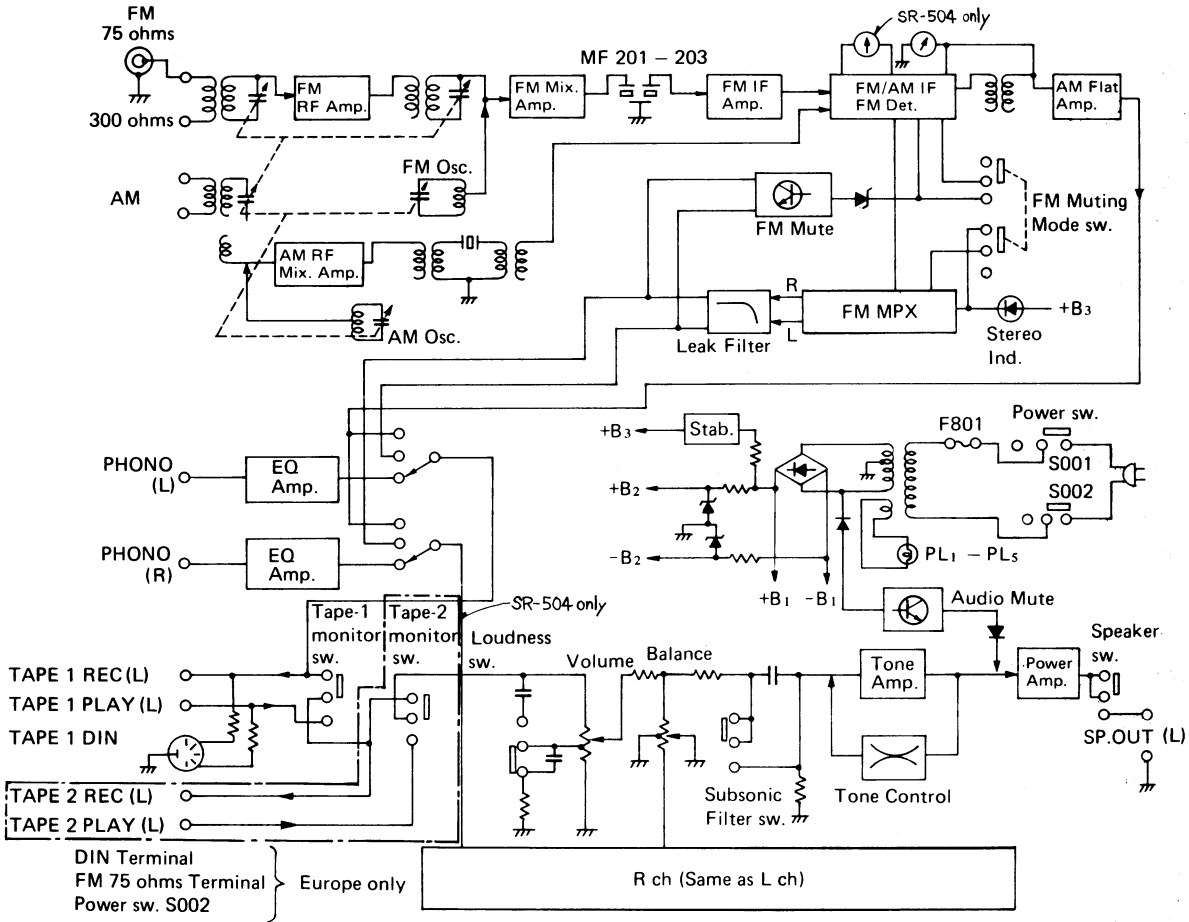 FM
75 ohms
SR-504 only
MF 201 – 203
FM
RF Amp.
FM Mix.
Amp.
FM IF
Amp.
FM/AM IF
FM Det.
AM Flat
Amp.
300 ohms
FM Osc.
AM
FM Mute
FM Muting
Mode sw.
AM RF
Mix. Amp.
R
L
FM MPX
+B3
AM Osc.
Leak Filter
Stereo
Ind.
+B3
Stab.
F801
Power sw.
S001
S002
PHONO
(L)
EQ
Amp.
+B2
PHONO
(R)
EQ
Amp.
-B2
PL1 – PL5
+B1
-B1
Audio Mute
SR-504 only
Tape-1
monitor
sw.
Tape-2
monitor
sw.
Loudness
sw.
Volume
Balance
Tone
Amp.
Power
Amp.
Speaker
sw.
TAPE 1 REC (L)
TAPE 1 PLAY (L)
TAPE 1 DIN
SP.OUT (L)
TAPE 2 REC (L)
TAPE 2 PLAY (L)
Subsonic
Filter sw.
Tone Control
DIN Terminal
FM 75 ohms Terminal
Power sw. S002
Europe only
R ch (Same as L ch)